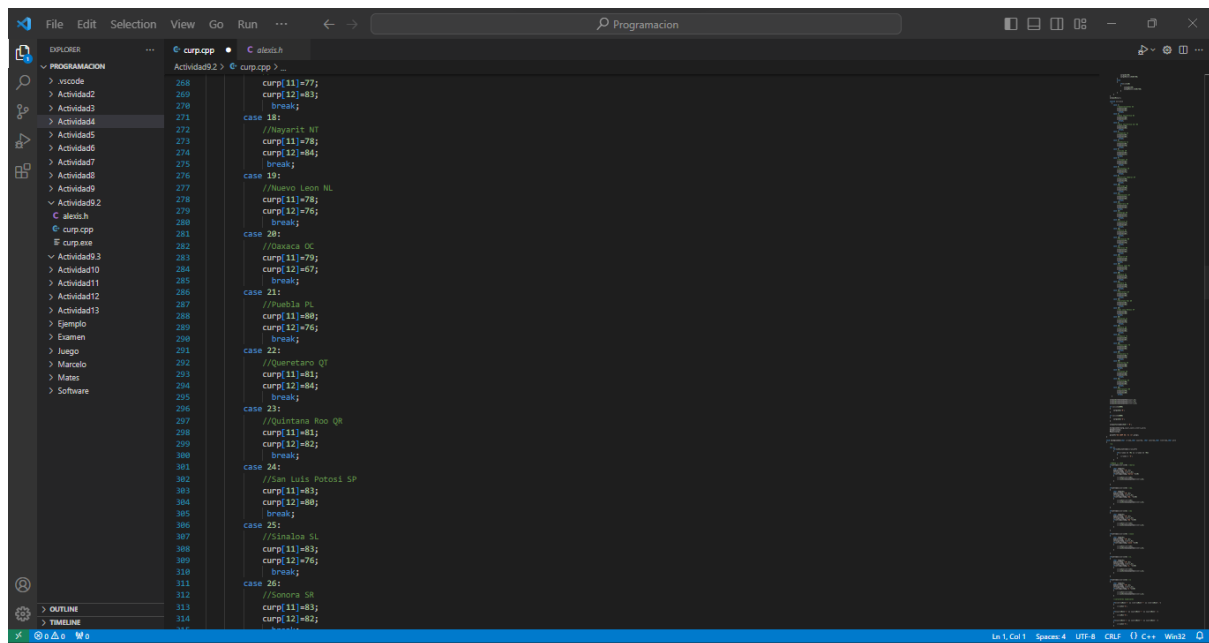 File Edit Selection View Go Run ··· Programacion
EXPLORER ···
PROGRAMACION
.vscode
Actividad2
Actividad3
Actividad4
Actividad5
Actividad6
Actividad7
Actividad8
Actividad9
Actividad9.2
C alexis.h
curp.cpp
curp.exe
Actividad9.3
Actividad10
Actividad11
Actividad12
Actividad13
Ejemplo
Examen
Juego
Marcelo
Mates
Software
OUTLINE
TIMELINE
curp.cpp ● C alexis.h
Actividad9.2 > curp.cpp > ...
268 curp[11]=77;
269 curp[12]=83;
270 break;
271 case 18:
272 //Nayarit NT
273 curp[11]=78;
274 curp[12]=84;
275 break;
276 case 19:
277 //Nuevo Leon NL
278 curp[11]=78;
279 curp[12]=76;
280 break;
281 case 20:
282 //Oaxaca OC
283 curp[11]=79;
284 curp[12]=67;
285 break;
286 case 21:
287 //Puebla PL
288 curp[11]=80;
289 curp[12]=76;
290 break;
291 case 22:
292 //Queretaro QT
293 curp[11]=81;
294 curp[12]=84;
295 break;
296 case 23:
297 //Quintana Roo QR
298 curp[11]=81;
299 curp[12]=82;
300 break;
301 case 24:
302 //San Luis Potosi SP
303 curp[11]=83;
304 curp[12]=80;
305 break;
306 case 25:
307 //Sinaloa SL
308 curp[11]=83;
309 curp[12]=76;
310 break;
311 case 26:
312 //Sonora SR
313 curp[11]=83;
314 curp[12]=82;
0 0 0 Ln 1, Col 1 Spaces: 4 UTF-8 CRLF {} C++ Win32